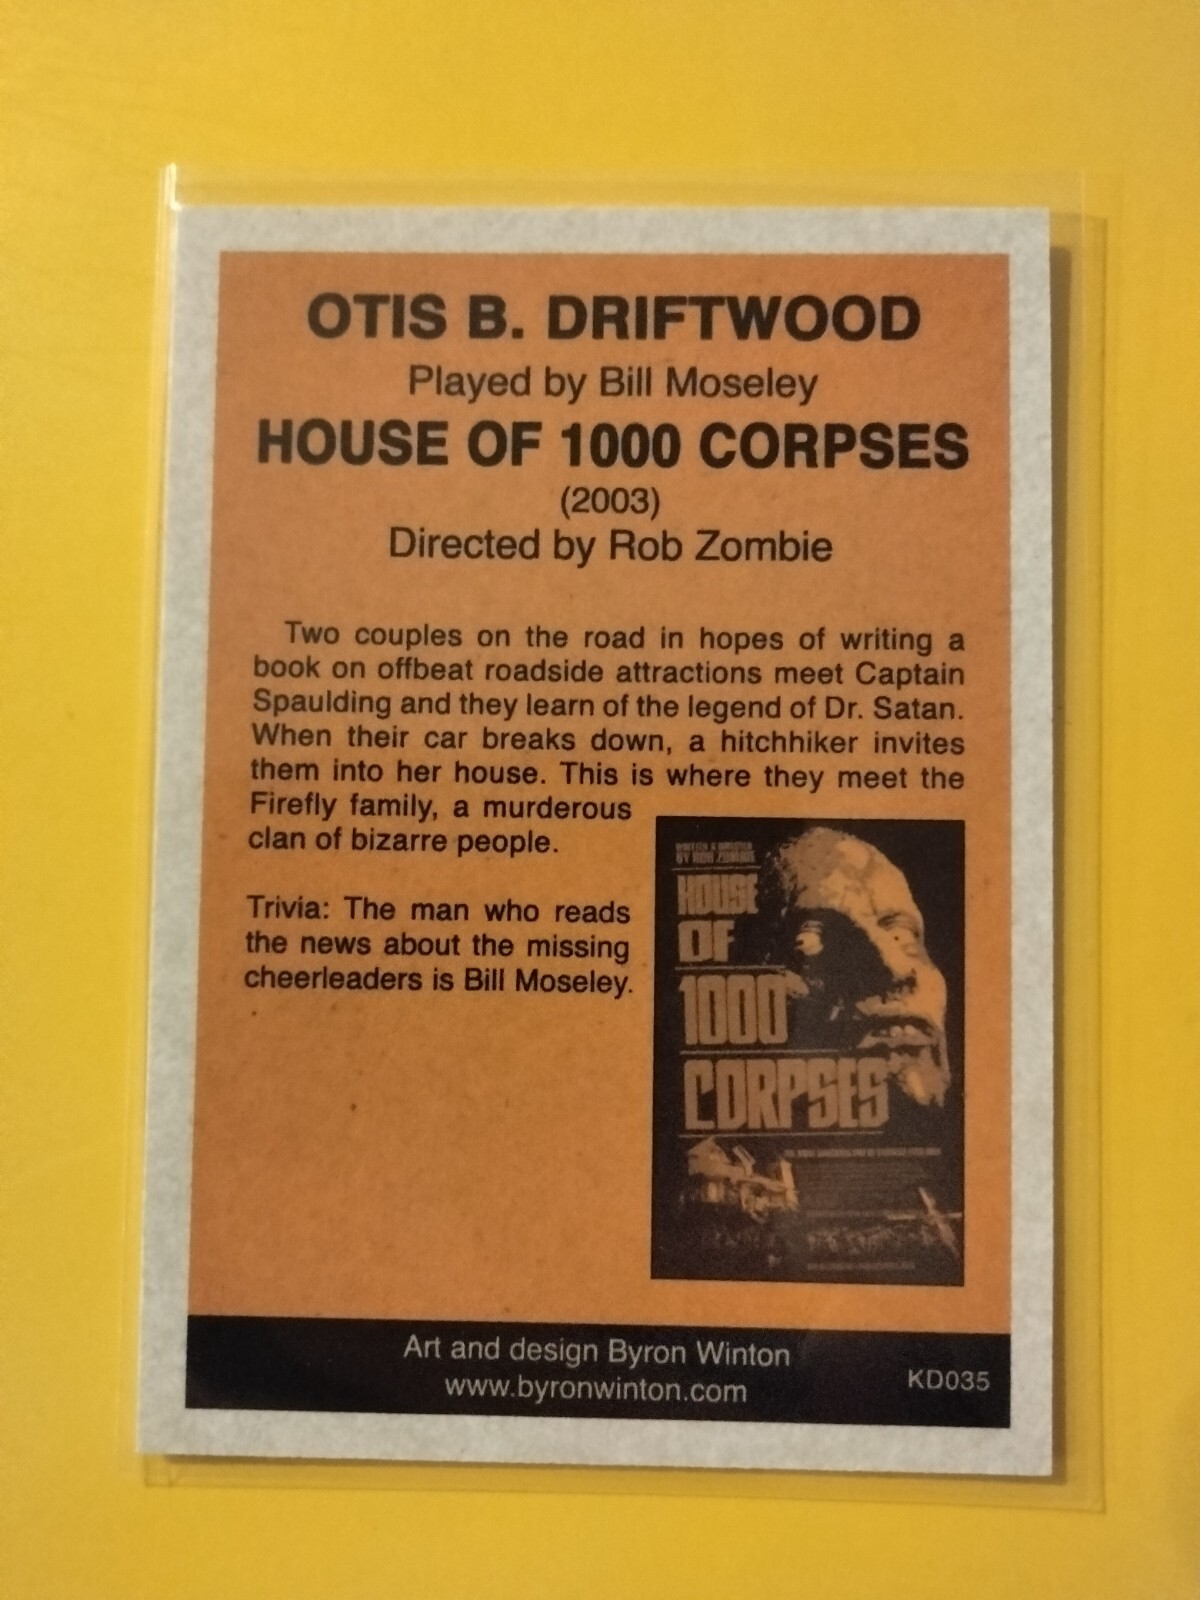 OTIS B. DRIFTWOOD
Played by Bill Moseley
HOUSE OF 1000 CORPSES
(2003)
Directed by Rob Zombie
Two couples on the road in hopes of writing a
book on offbeat roadside attractions meet Captain
Spaulding and they learn of the legend of Dr. Satan.
When their car breaks down, a hitchhiker invites
them into her house. This is where they meet the
Firefly family, a murderous
clan of bizarre people.
Trivia: The man who reads
the news about the missing
cheerleaders is Bill Moseley.
WRITTEN & DIRECTED
BY ROB ZOMBIE
HOUSE
OF
1000
CORPSES
Art and design Byron Winton
www.byronwinton.com
KD035